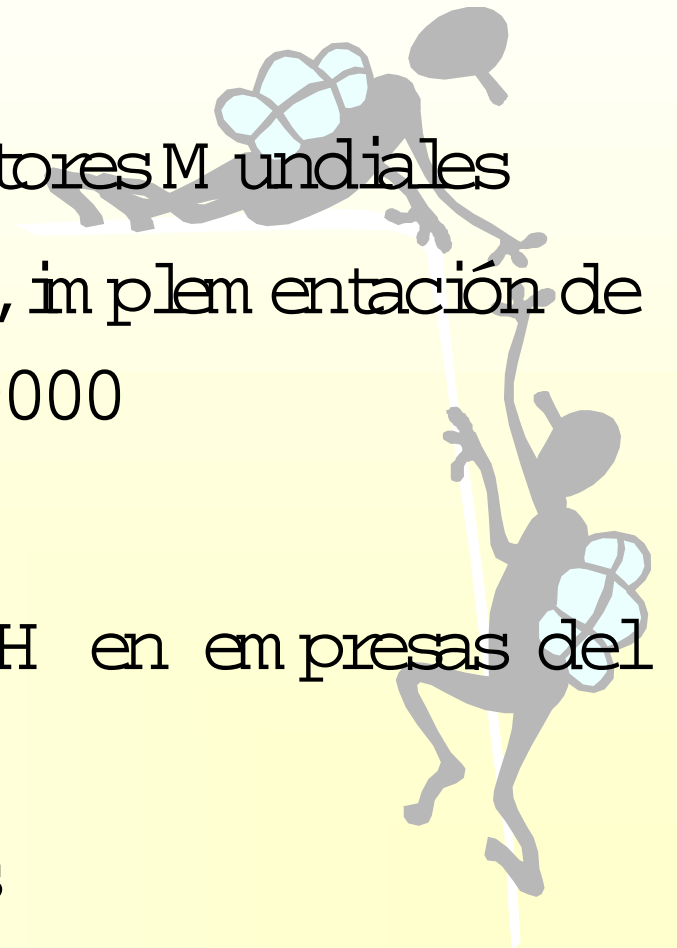 tores Mundiales
, implementación de
000
H en empresas del
s